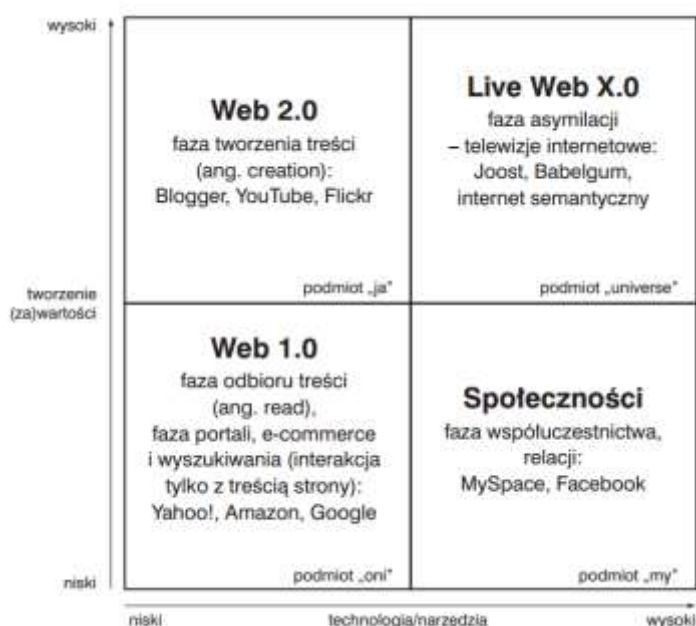 wysoki
Web 2.0
faza tworzenia treści
(ang. creation):
Blogger, YouTube, Flickr
podmiot „ja”
Live Web X.0
faza asymilacji
– telewizje internetowe:
Joost, Babelgum,
internet semantyczny
podmiot „universe”
tworzenie
(za)wartości
Web 1.0
faza odbioru treści
(ang. read),
faza portali, e-commerce
i wyszukiwania (interakcja
tylko z treścią strony):
Yahoo!, Amazon, Google
podmiot „oni”
Społeczności
faza współuczestnictwa,
relacji:
MySpace, Facebook
podmiot „my”
niski
niski
technologia/narzędzia
wysoki